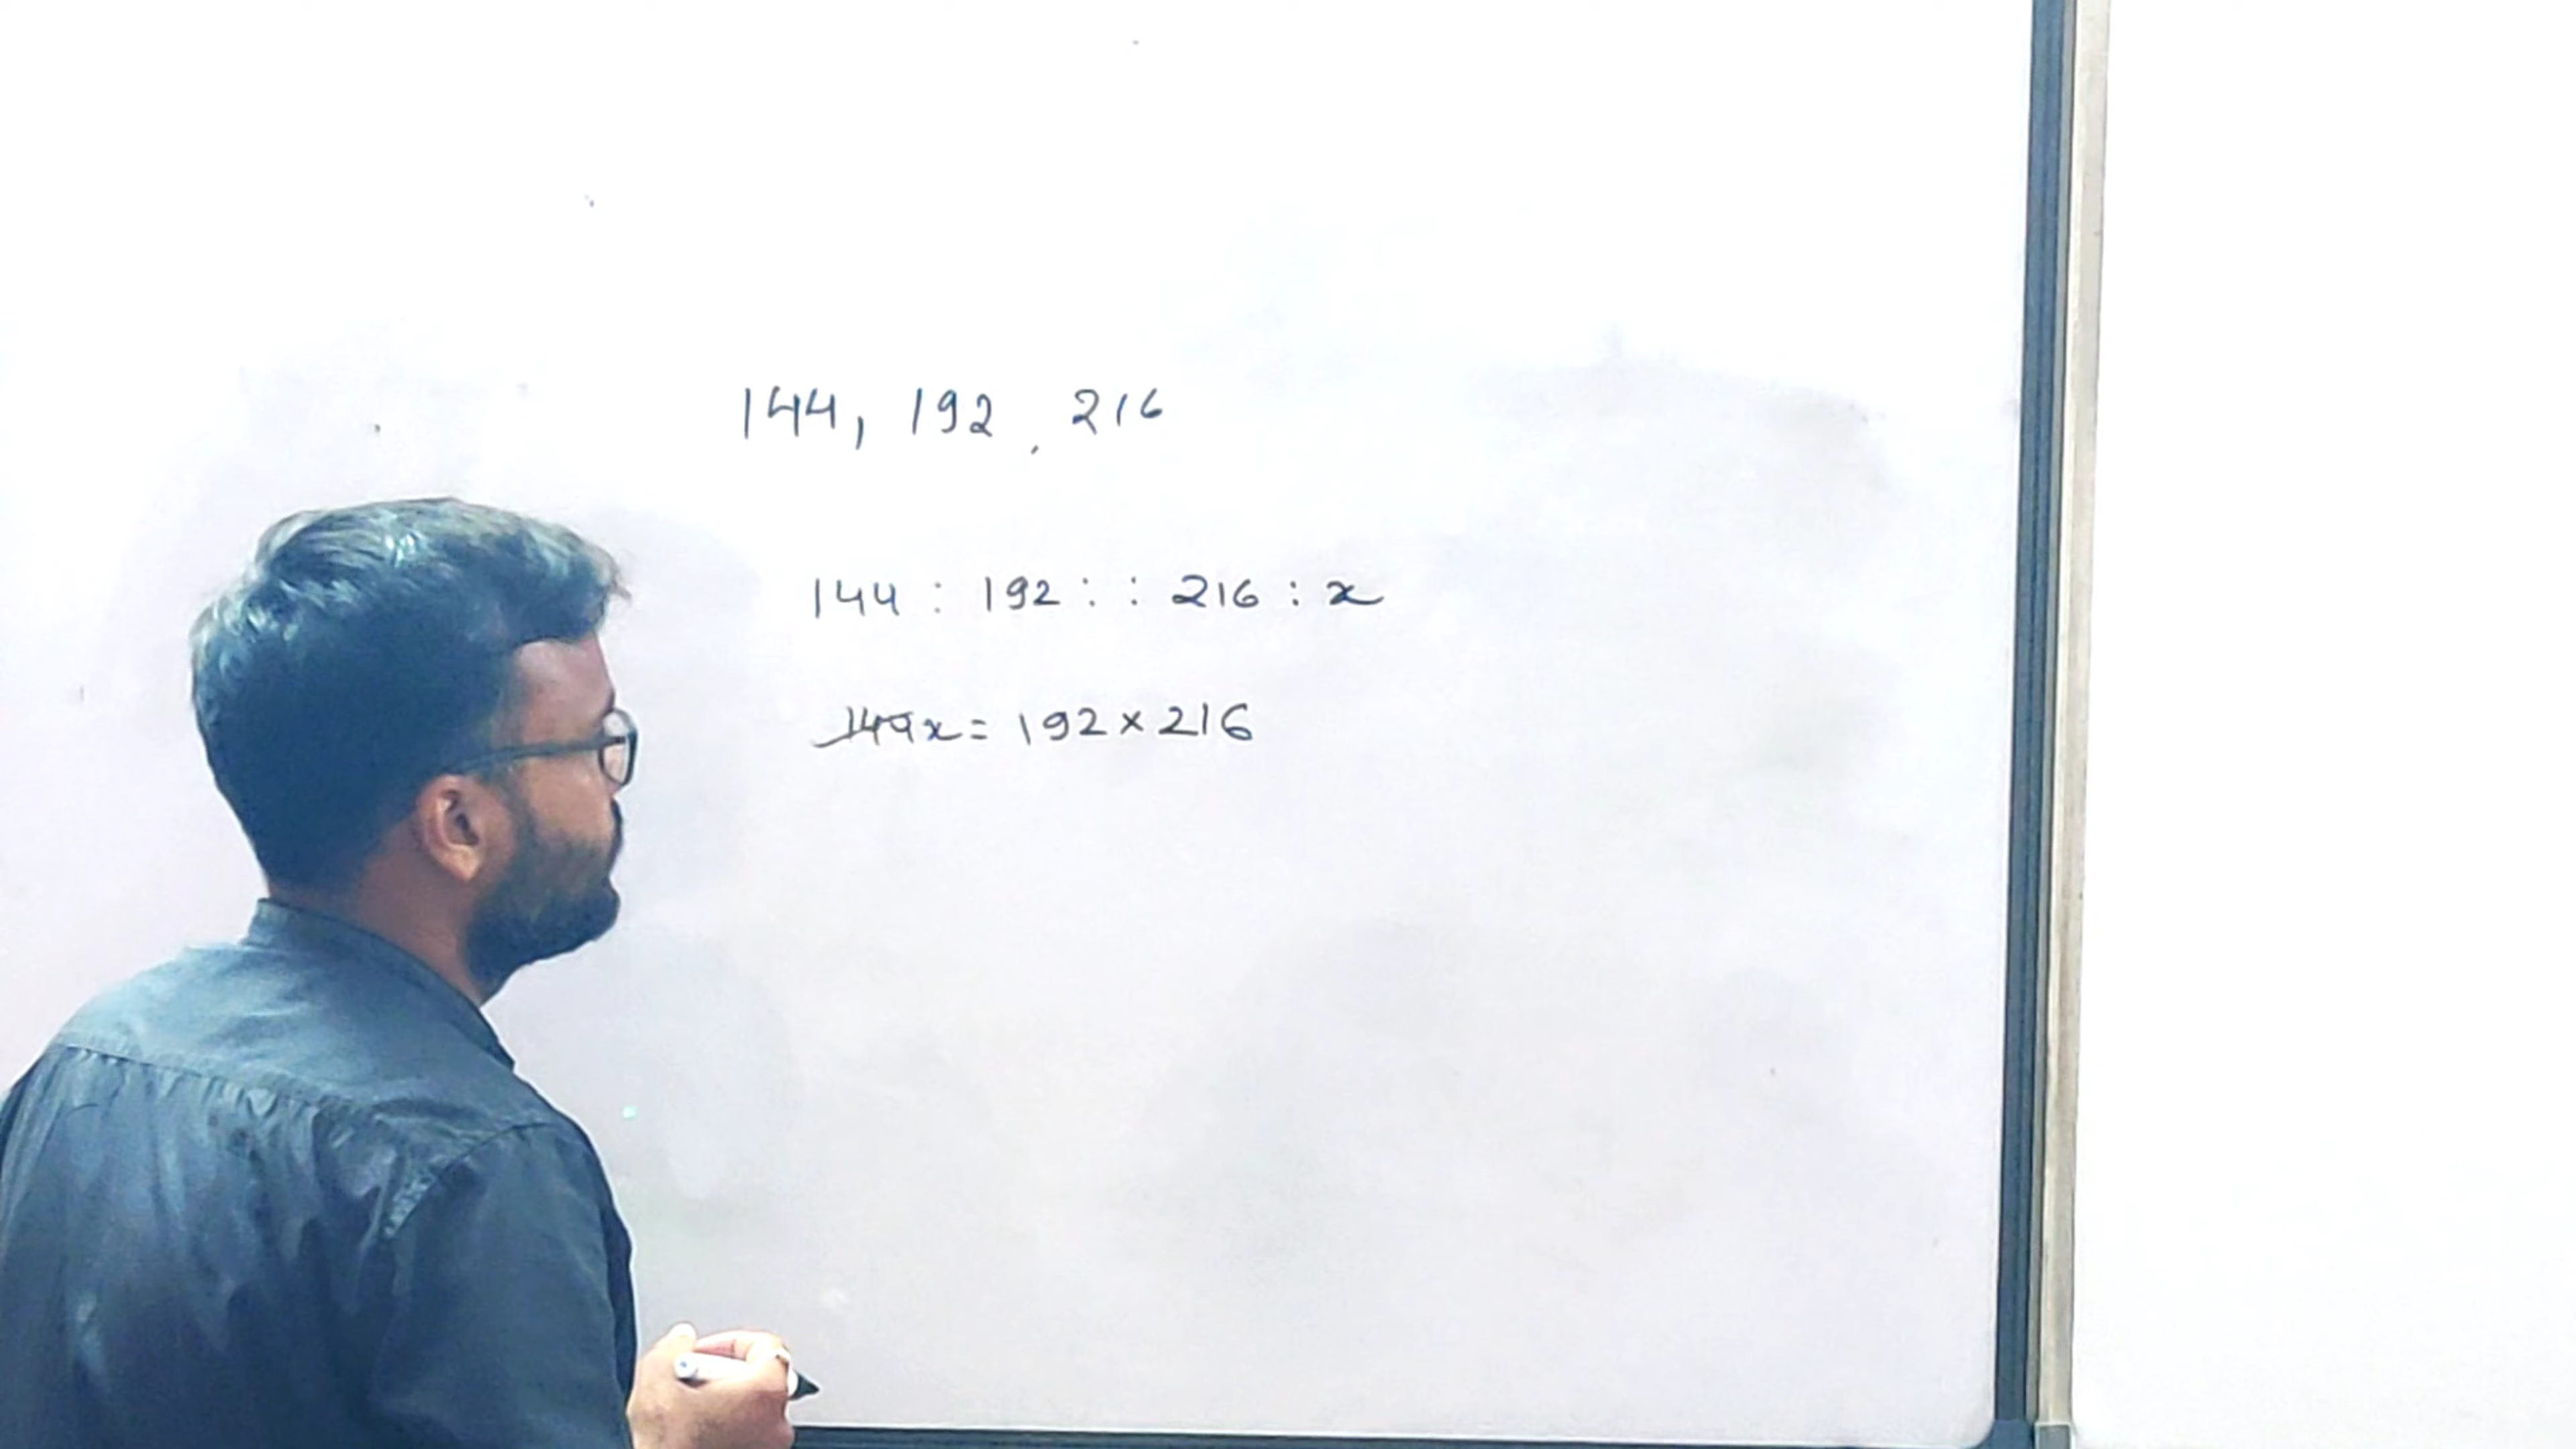 144, 192, 216
144 : 192 : : 216 : x
144x = 192 × 216